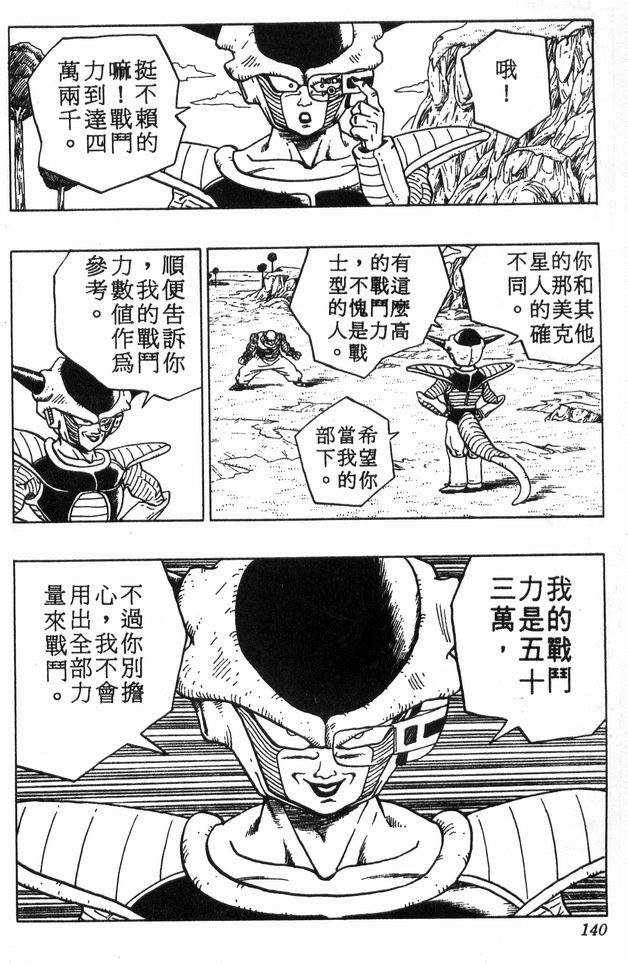 哦！
挺不賴的
嘛！戰鬥
力到達四
萬兩千。
你和其他
的那美克
星人的確
不同。
有這麼高
的戰鬥力
，不愧是戰
士型的人。
希望你
當我的
部下。
順便告訴你
，我的戰鬥
力數值作爲
參考。
我的戰鬥
力是五十
三萬，
不過你別擔
心，我不會
用出全部力
量來戰鬥。
140